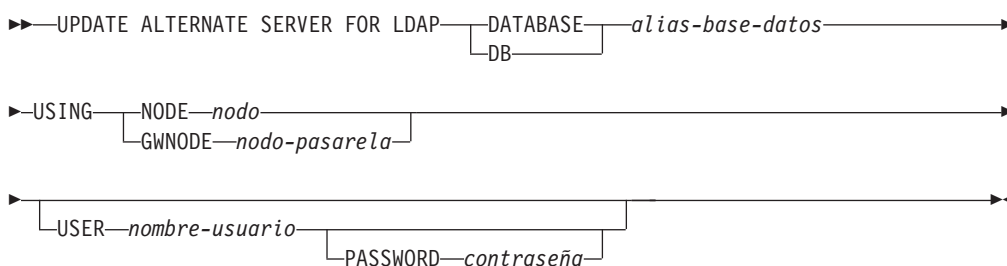 UPDATE ALTERNATE SERVER FOR LDAP DATABASE alias-base-datos
DB
USING NODE nodo
GWNODE nodo-pasarela
USER nombre-usuario
PASSWORD contraseña